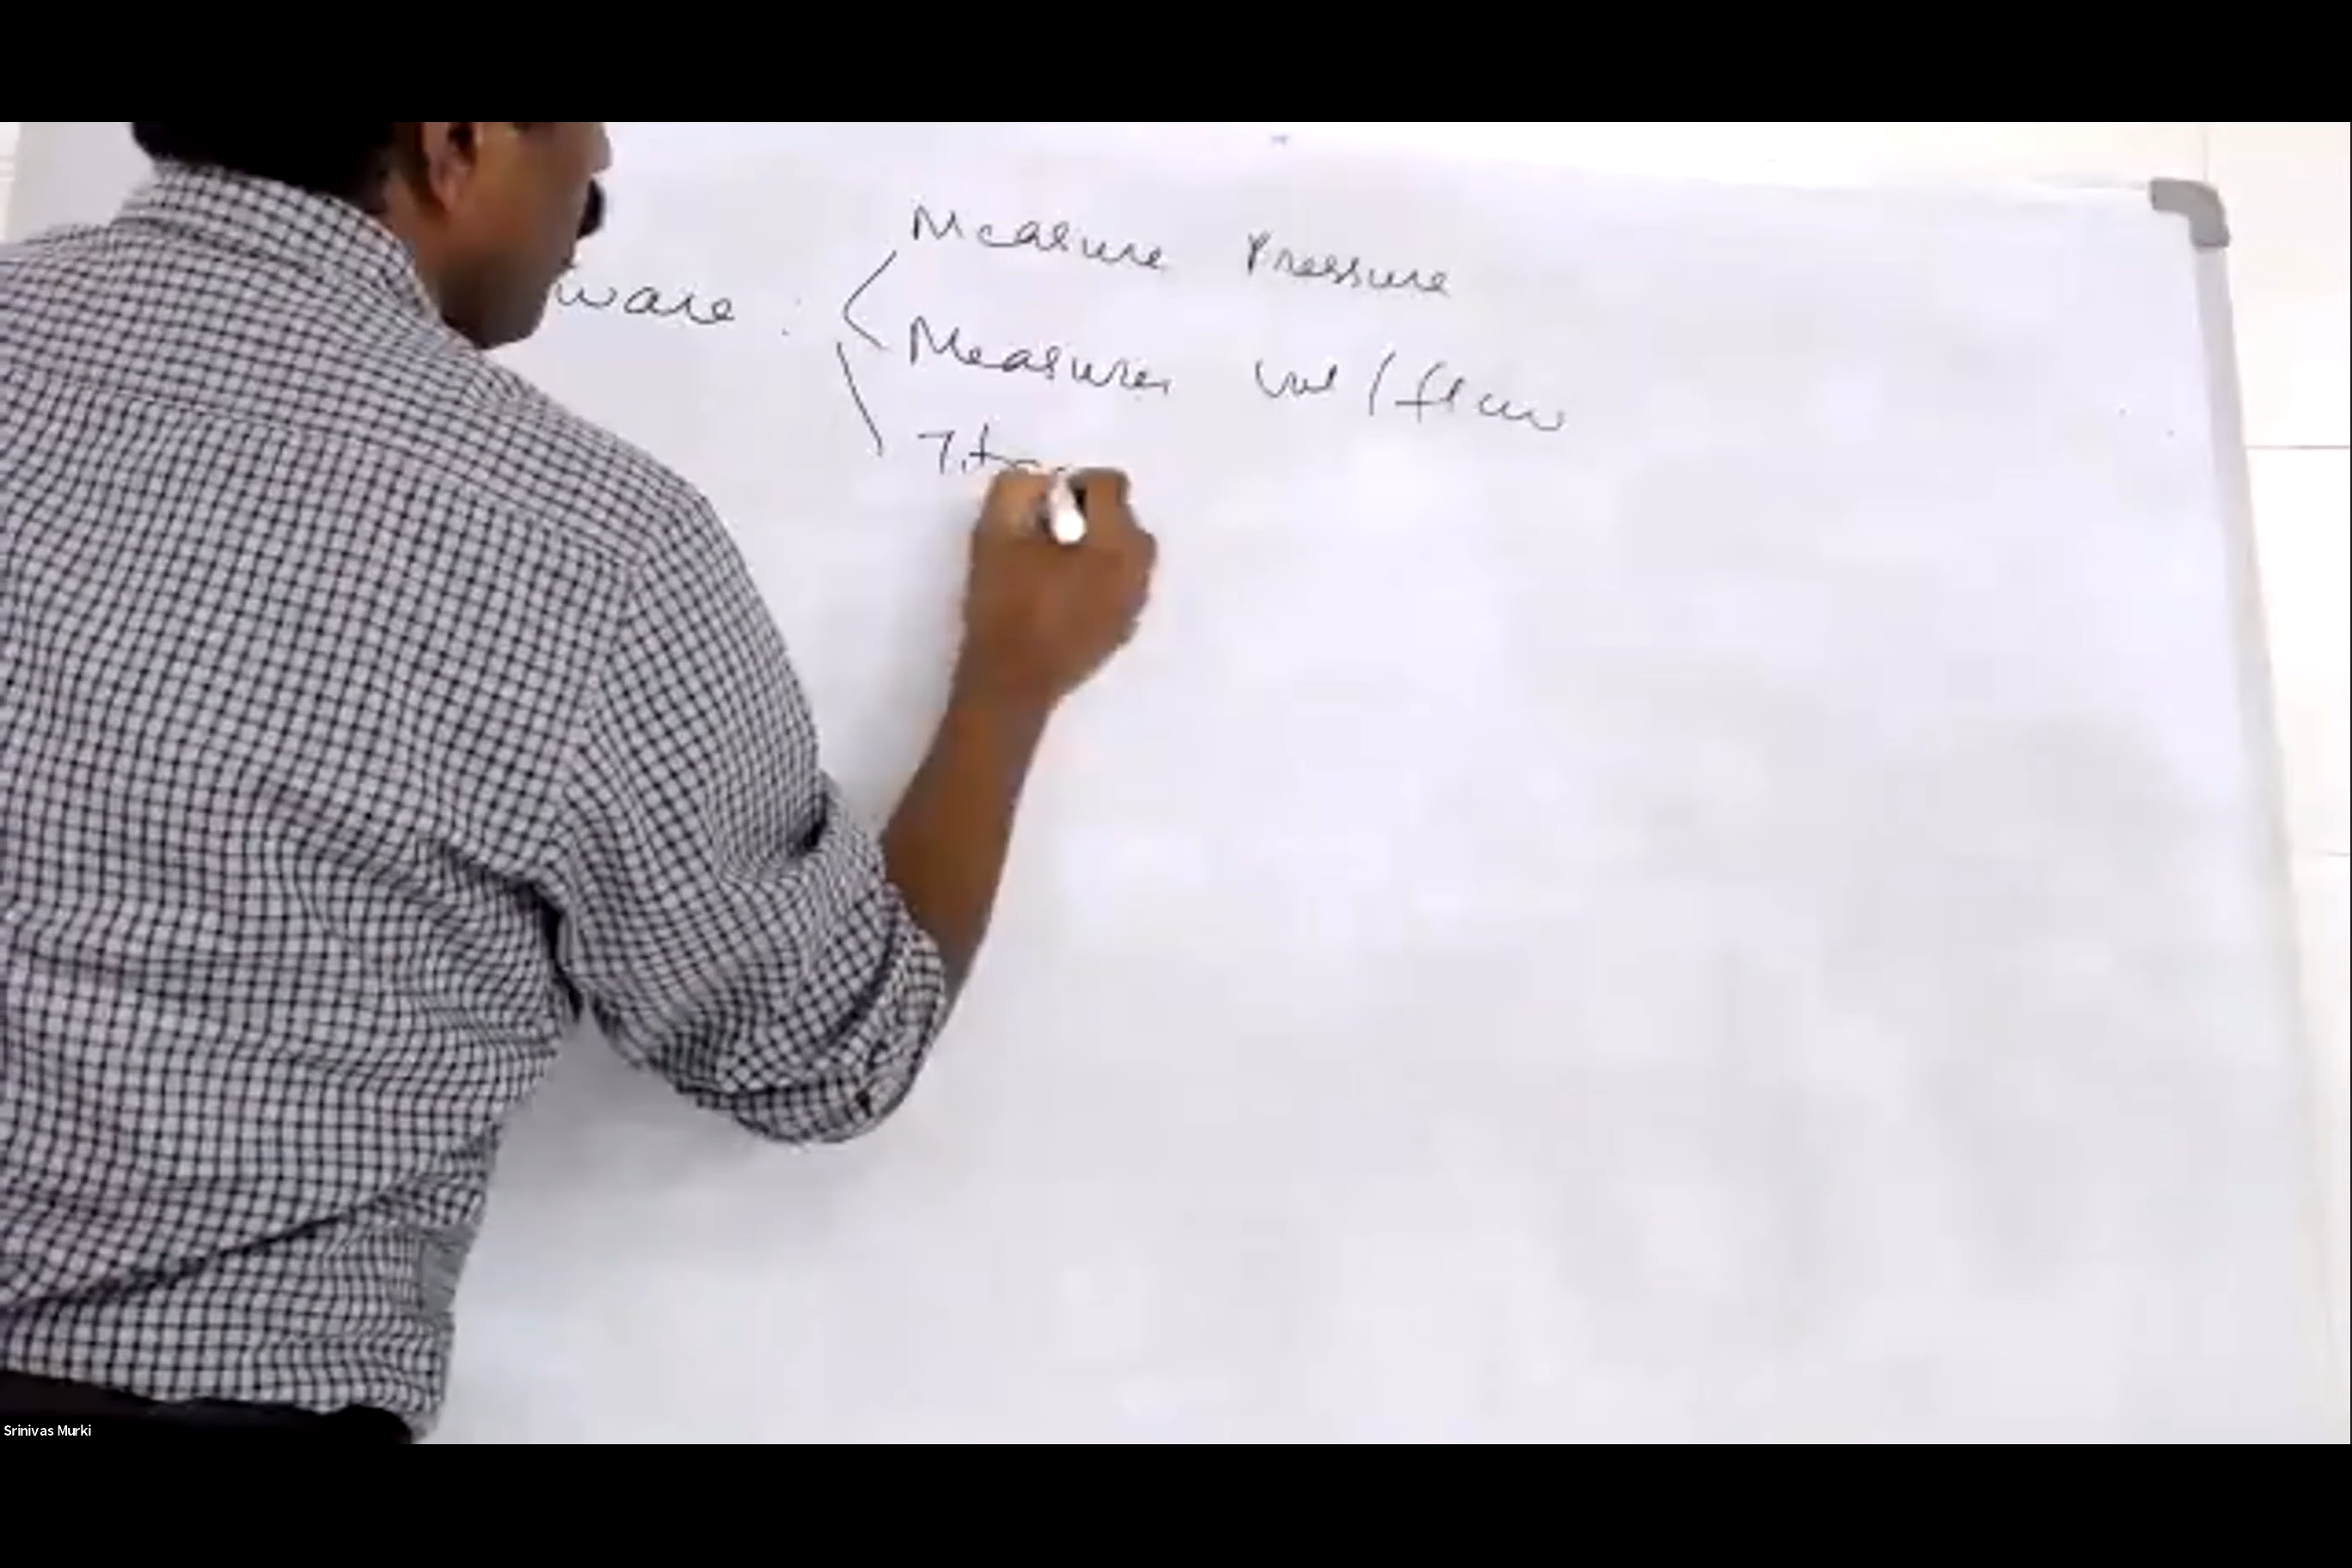 Measure Pressure
ware :
Measures vol / flow
Tit
Srinivas Murki